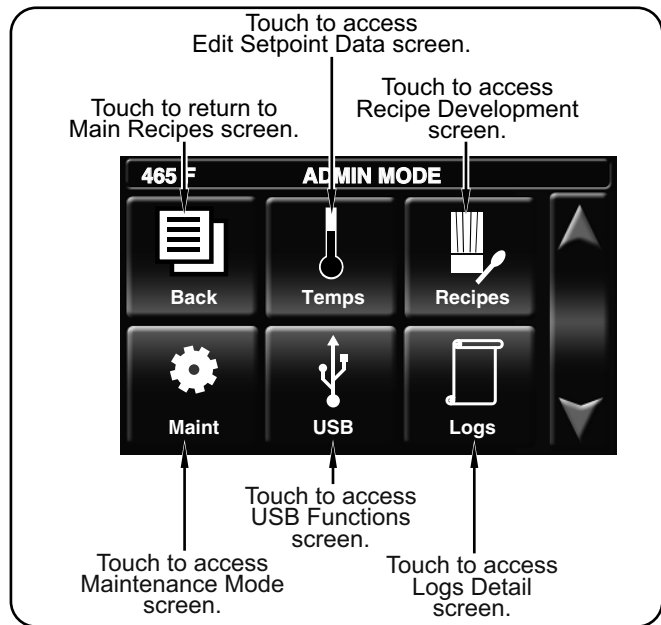 Touch to access
Edit Setpoint Data screen.
Touch to access
Recipe Development
screen.
Touch to return to
Main Recipes screen.
465 F
ADMIN MODE
Back
Temps
Recipes
Maint
USB
Logs
Touch to access
USB Functions
screen.
Touch to access
Maintenance Mode
screen.
Touch to access
Logs Detail
screen.